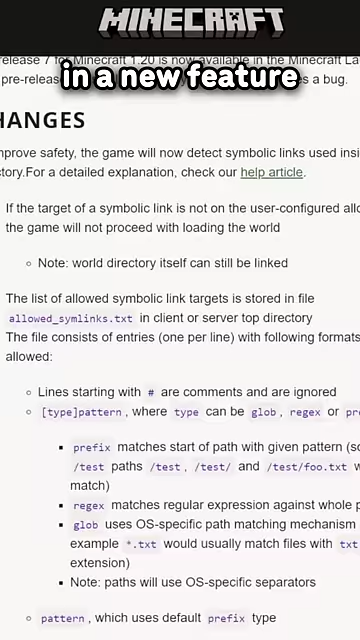 MINECRAFT
release 7 for Minecraft 1.20 is now available in the Minecraft La
pre-release
in a new feature
s a bug.
HANGES
mprove safety, the game will now detect symbolic links used insi
ctory.For a detailed explanation, check our help article.
If the target of a symbolic link is not on the user-configured allo
the game will not proceed with loading the world
Note: world directory itself can still be linked
The list of allowed symbolic link targets is stored in file
allowed_symlinks.txt in client or server top directory
The file consists of entries (one per line) with following formats
allowed:
Lines starting with # are comments and are ignored
[type]pattern, where type can be glob, regex or pre
prefix matches start of path with given pattern (so
/test paths /test, /test/ and /test/foo.txt w
match)
regex matches regular expression against whole p
glob uses OS-specific path matching mechanism
example *.txt would usually match files with txt
extension)
Note: paths will use OS-specific separators
pattern, which uses default prefix type